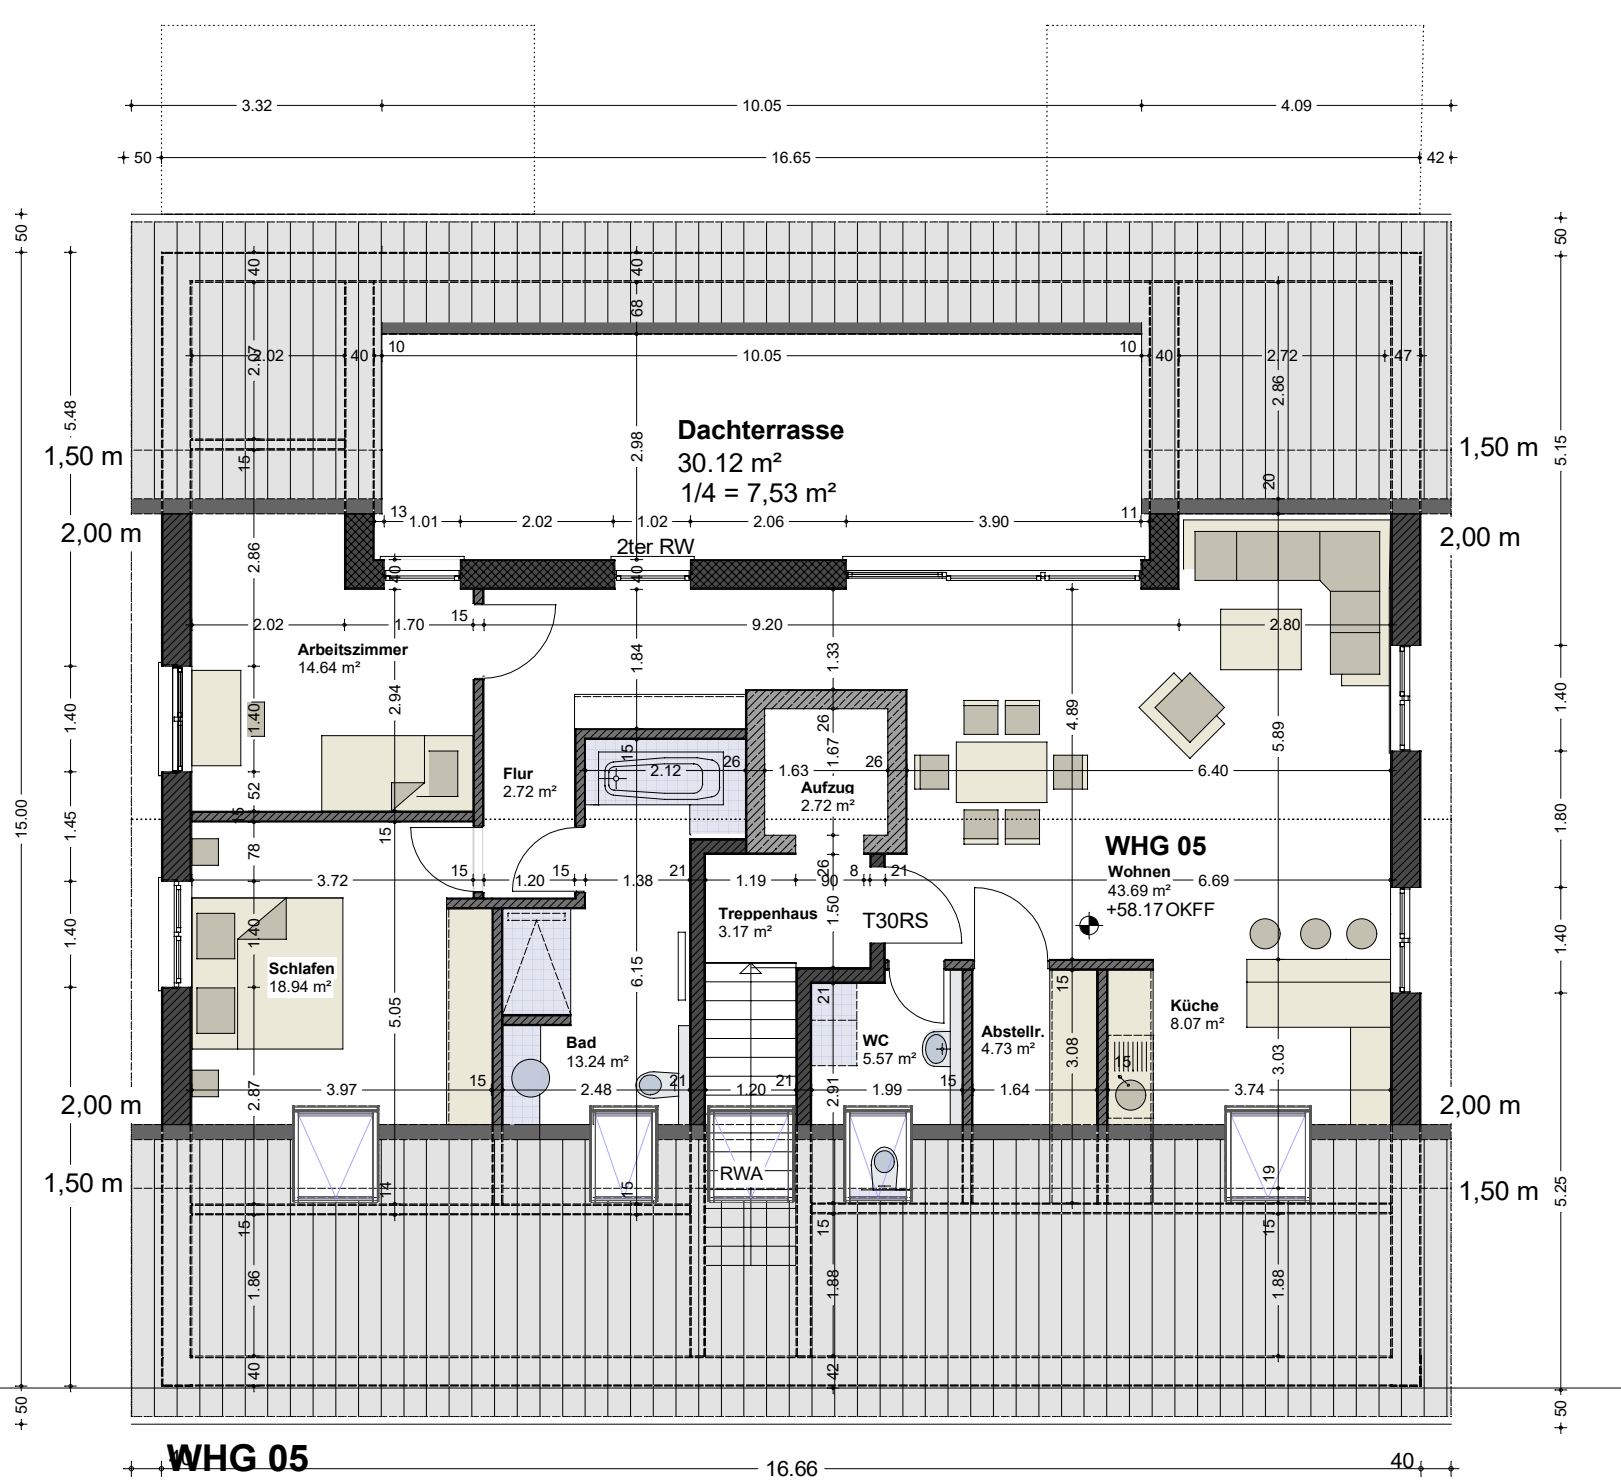 3.32 10.05 4.09
50 16.65 42
50 50
40 40
68
2.02 40 10 10.05 10 40 2.72 47
2.07 2.86
5.48
Dachterrasse
30.12 m²
1/4 = 7,53 m²
2.98
1,50 m 1,50 m
5.15
15 20
13 1.01 2.02 1.02 2.06 3.90 11
2,00 m 2,00 m
2ter RW
2.86
40 40
15
2.02 1.70 9.20 2.80
Arbeitszimmer
14.64 m²
1.84 1.33
2.94 4.89 5.89
1.40 1.40 1.40
26
15 1.67
Flur
2.72 m²
2.12 26 1.63 26 6.40
Aufzug
2.72 m²
52
15.00 1.45 15 15 1.80
WHG 05
Wohnen
43.69 m²
+58.17 OKFF
78
3.72 15 1.20 15 1.38 21 1.19 90 26 8 21 6.69
Treppenhaus
3.17 m²
1.50
T30RS
1.40 1.40 1.40
Schlafen
18.94 m²
6.15
5.05
21 15
Küche
8.07 m²
Abstellr.
4.73 m²
WC
5.57 m²
Bad
13.24 m²
3.08 3.03
15
2.87 3.97 15 2.48 21 1.20 21 2.91 1.99 15 1.64 3.74
2,00 m 2,00 m
RWA
1,50 m 1,50 m
14 15 19
5.25
15 15 15
1.86 1.88 1.88
40 42
50 50
WHG 05
40 16.66 40